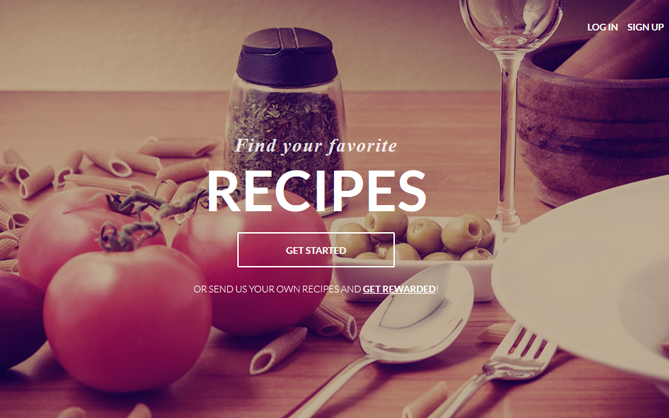 LOG IN SIGN UP
Find your favorite
RECIPES
GET STARTED
OR SEND US YOUR OWN RECIPES AND GET REWARDED!